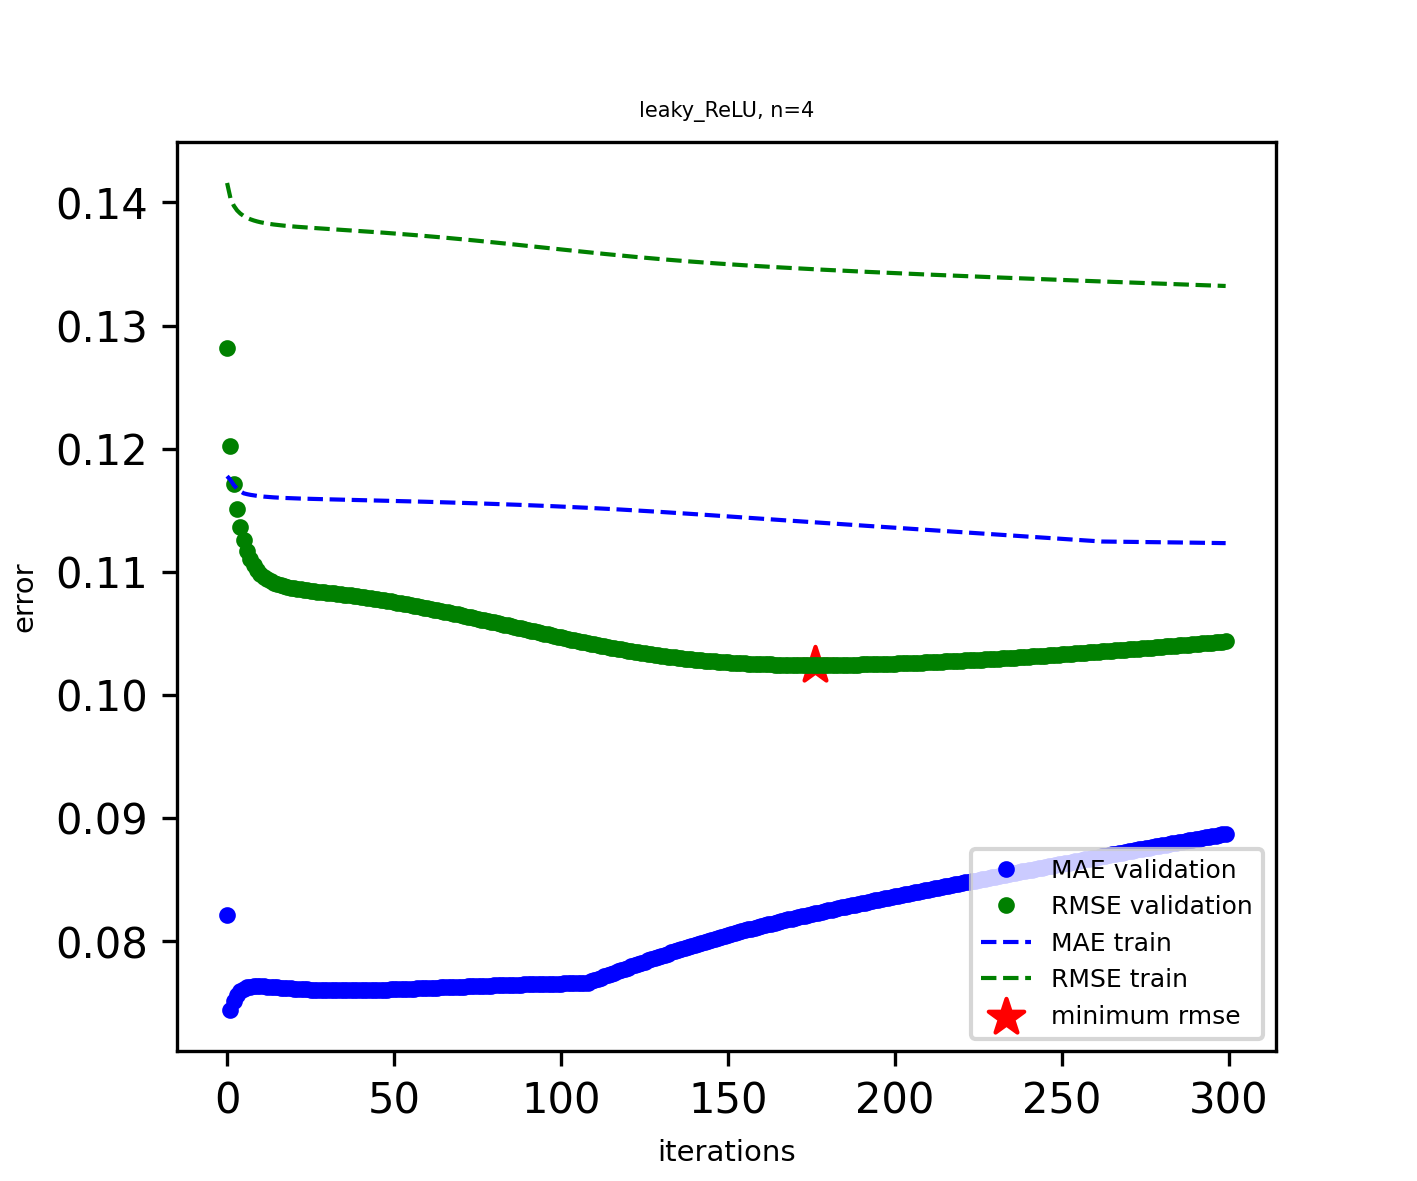 leaky_ReLU, n=4
error
0.14
0.13
0.12
0.11
0.10
0.09
0.08
MAE validation
RMSE validation
MAE train
RMSE train
minimum rmse
0 50 100 150 200 250 300
iterations